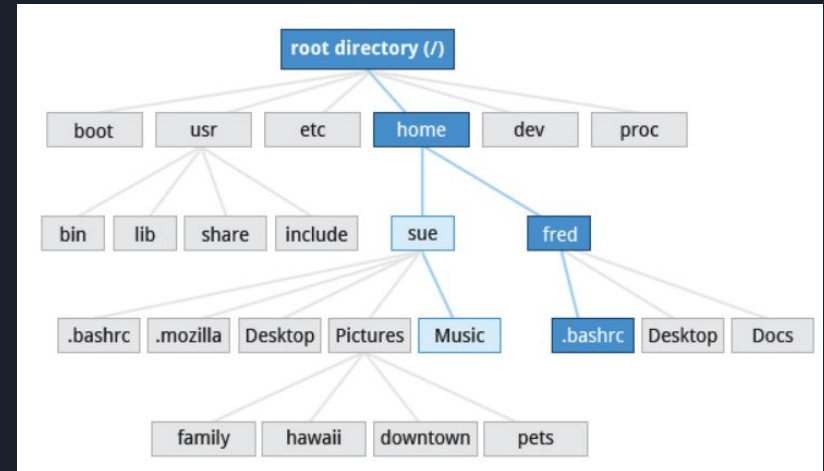 root directory (/)
boot usr etc home dev proc
bin lib share include sue fred
.bashrc .mozilla Desktop Pictures Music .bashrc Desktop Docs
family hawaii downtown pets